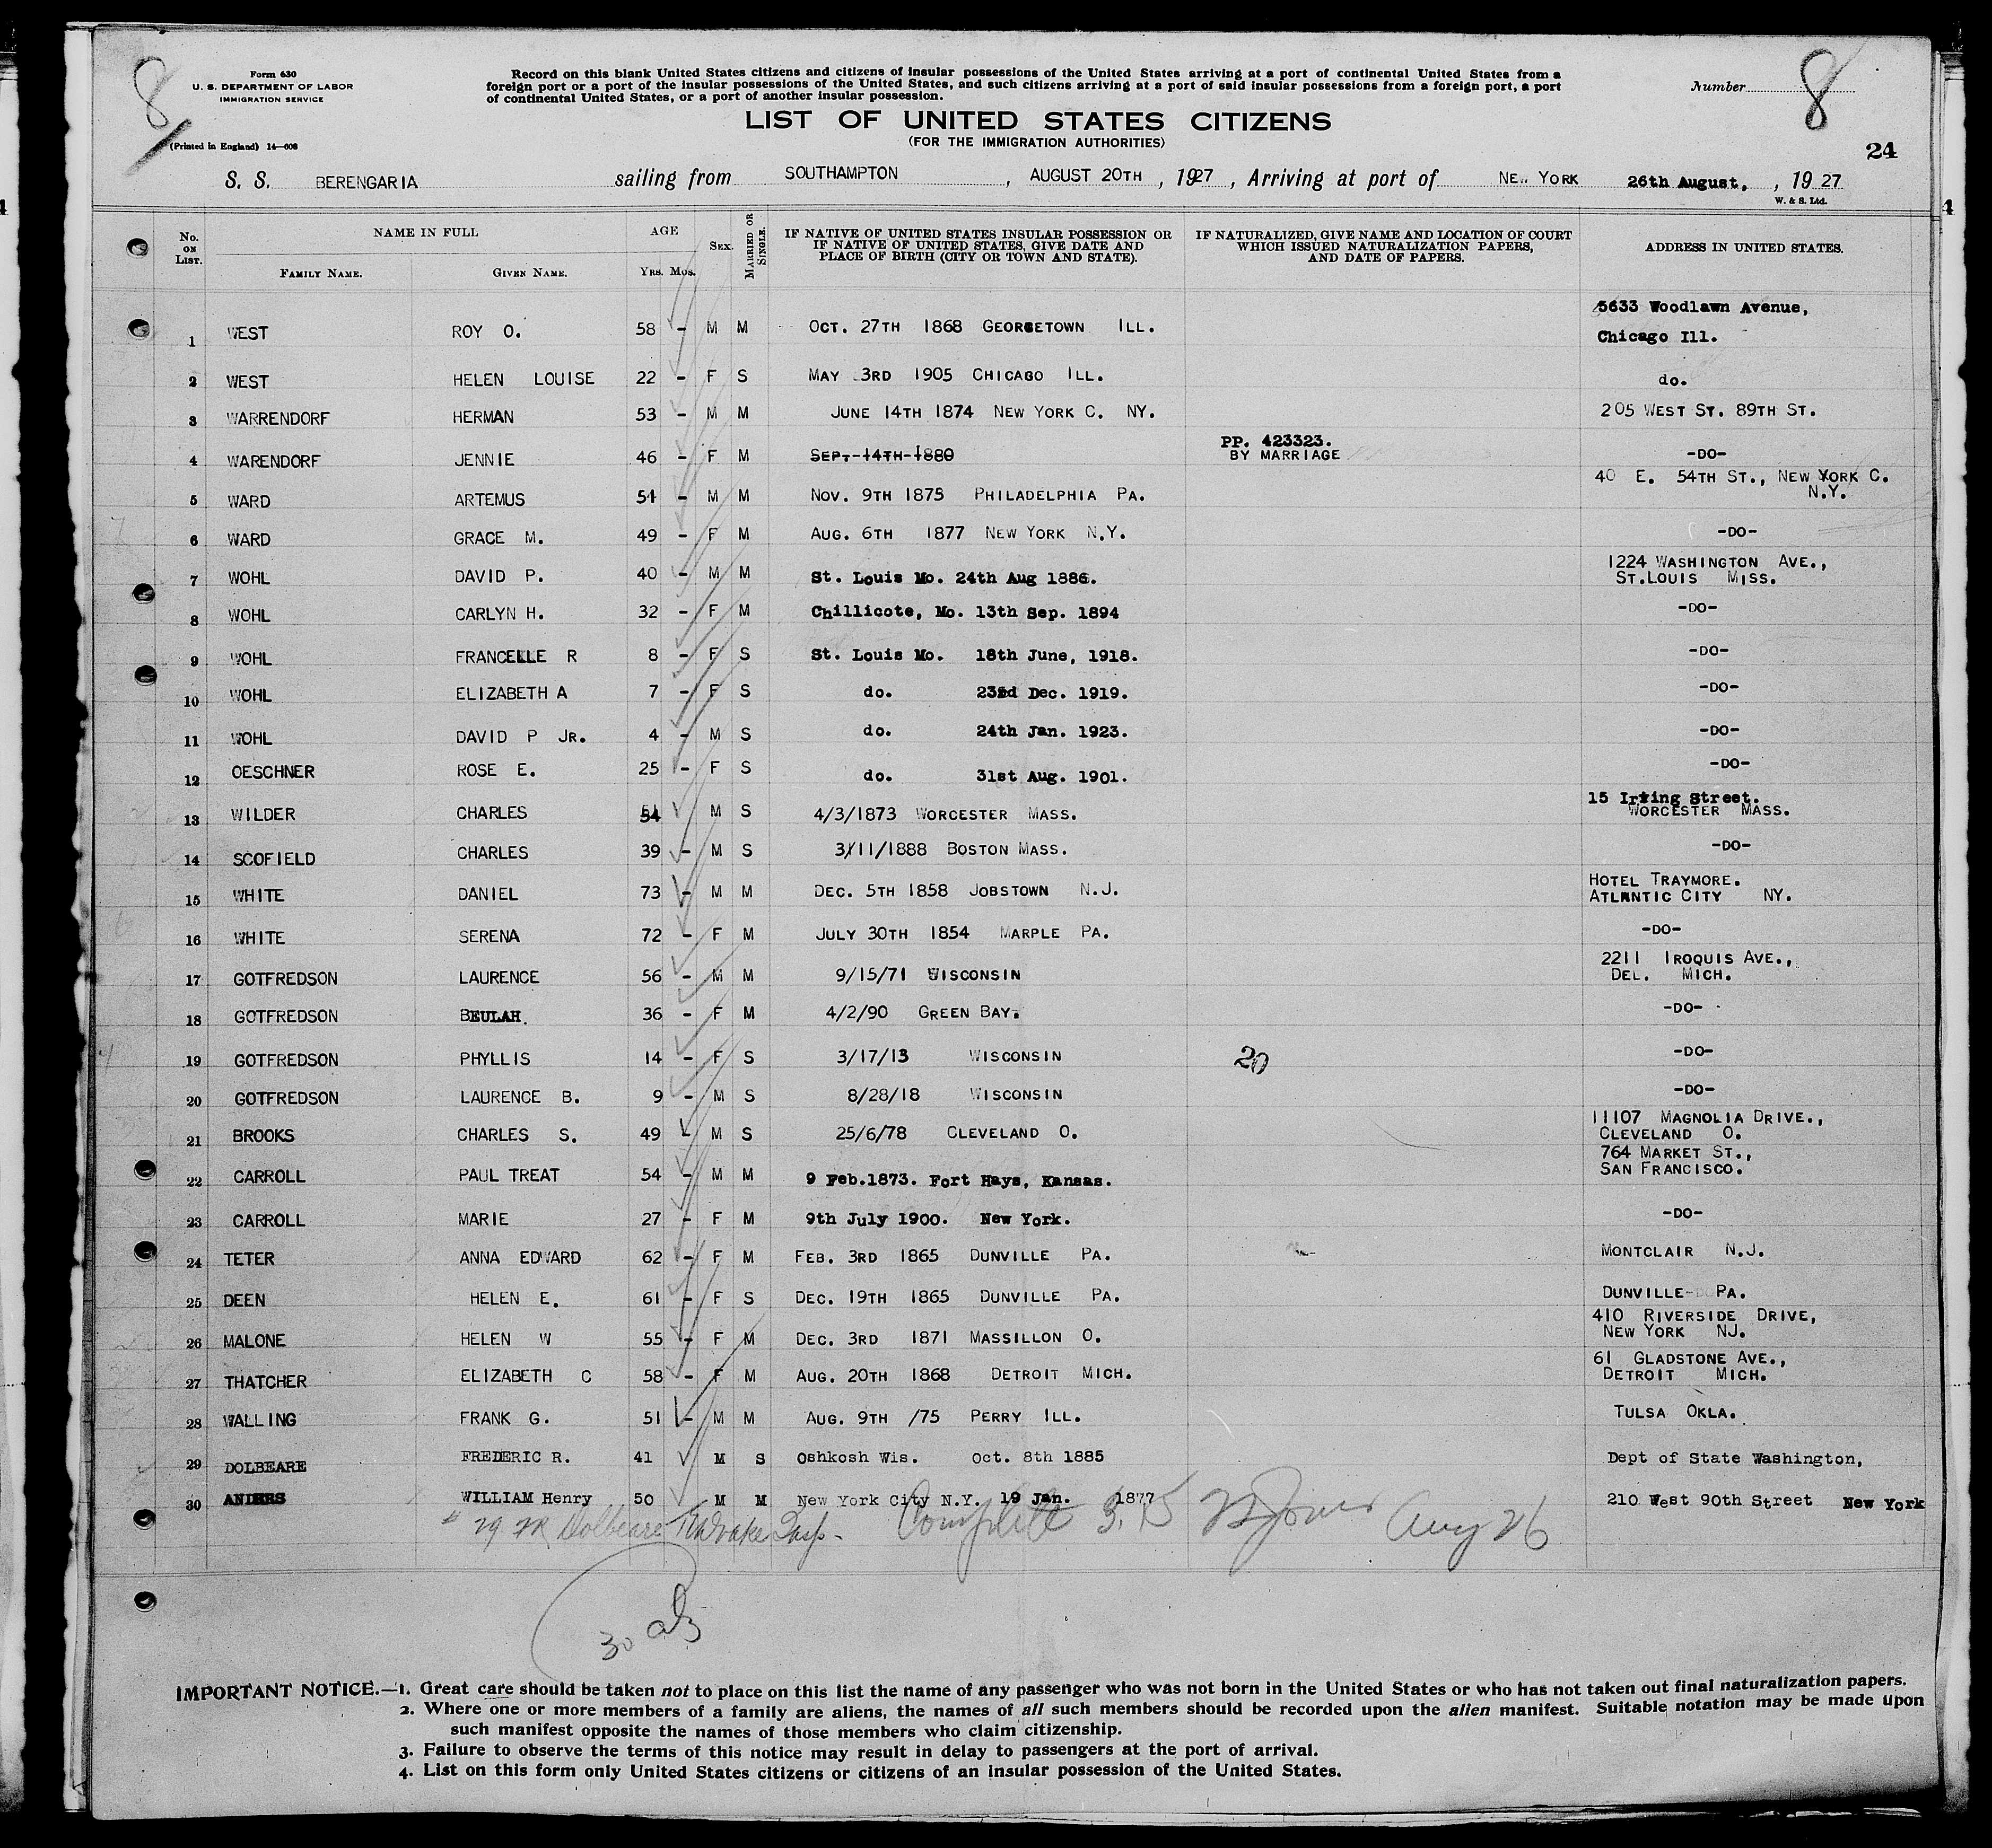 8
Form 630
U. S. DEPARTMENT OF LABOR
IMMIGRATION SERVICE
(Printed in England) 14—608
Record on this blank United States citizens and citizens of insular possessions of the United States arriving at a port of continental United States from a
foreign port or a port of the insular possessions of the United States, and such citizens arriving at a port of said insular possessions from a foreign port, a port
of continental United States, or a port of another insular possession.
Number 8
LIST OF UNITED STATES CITIZENS
(FOR THE IMMIGRATION AUTHORITIES)
24
S. S. BERENGARIA sailing from SOUTHAMPTON, AUGUST 20TH, 1927, Arriving at port of NEW YORK 26th August, , 19 27
W. & S. Ltd.
No. ON LIST. NAME IN FULL AGE SEX. MARRIED OR SINGLE. IF NATIVE OF UNITED STATES INSULAR POSSESSION OR IF NATIVE OF UNITED STATES, GIVE DATE AND PLACE OF BIRTH (CITY OR TOWN AND STATE). IF NATURALIZED, GIVE NAME AND LOCATION OF COURT WHICH ISSUED NATURALIZATION PAPERS, AND DATE OF PAPERS. ADDRESS IN UNITED STATES.
FAMILY NAME. GIVEN NAME. YRS. MOS.
1 WEST ROY O. 58 - M M OCT. 27TH 1868 GEORGETOWN ILL. 5633 Woodlawn Avenue, Chicago Ill.
2 WEST HELEN LOUISE 22 - F S MAY 3RD 1905 CHICAGO ILL. do.
3 WARRENDORF HERMAN 53 - M M JUNE 14TH 1874 NEW YORK C. NY. 205 WEST ST. 89TH ST.
4 WARENDORF JENNIE 46 - F M SEPT-14TH-1880 PP. 423323. BY MARRIAGE -DO-
5 WARD ARTEMUS 51 - M M NOV. 9TH 1875 PHILADELPHIA PA. 40 E. 54TH ST., NEW YORK C. N.Y.
6 WARD GRACE M. 49 - F M AUG. 6TH 1877 NEW YORK N.Y. -DO-
7 WOHL DAVID P. 40 - M M St. Louis Mo. 24th Aug 1886. 1224 WASHINGTON AVE., ST.LOUIS MISS.
8 WOHL CARLYN H. 32 - F M Chillicote, Mo. 13th Sep. 1894 -DO-
9 WOHL FRANCELLE R 8 - F S St. Louis Mo. 18th June, 1918. -DO-
10 WOHL ELIZABETH A 7 - F S do. Dec. 1919. -DO-
11 WOHL DAVID P JR. 4 - M S do. 24th Jan. 1923. -DO-
12 OESCHNER ROSE E. 25 - F S do. 31st Aug. 1901. -DO-
13 WILDER CHARLES 54 M S 4/3/1873 WORCESTER MASS. 15 Irving Street. WORCESTER MASS.
14 SCOFIELD CHARLES 39 - M S 3/11/1888 BOSTON MASS. -DO-
15 WHITE DANIEL 73 - M M DEC. 5TH 1858 JOBSTOWN N.J. HOTEL TRAYMORE. ATLANTIC CITY NY.
16 WHITE SERENA 72 - F M JULY 30TH 1854 MARPLE PA. -DO-
17 GOTFREDSON LAURENCE 56 - M M 9/15/71 WISCONSIN 2211 IROQUIS AVE., DEL. MICH.
18 GOTFREDSON BEULAH. 36 - F M 4/2/90 GREEN BAY. -DO-
19 GOTFREDSON PHYLLIS 14 - F S 3/17/13 WISCONSIN 20 -DO-
20 GOTFREDSON LAURENCE B. 9 - M S 8/28/18 WISCONSIN -DO-
21 BROOKS CHARLES S. 49 - M S 25/6/78 CLEVELAND O. 11107 MAGNOLIA DRIVE., CLEVELAND O.
22 CARROLL PAUL TREAT 54 - M M 9 Feb.1873. Fort Hays, Kansas. 764 MARKET ST., SAN FRANCISCO.
23 CARROLL MARIE 27 - F M 9th July 1900. New York. -DO-
24 TETER ANNA EDWARD 62 - F M FEB. 3RD 1865 DUNVILLE PA. MONTCLAIR N.J.
25 DEEN HELEN E. 61 - F S DEC. 19TH 1865 DUNVILLE PA. DUNVILLE PA.
26 MALONE HELEN W 55 - F M DEC. 3RD 1871 MASSILLON O. 410 RIVERSIDE DRIVE, NEW YORK NJ.
27 THATCHER ELIZABETH C 58 - F M AUG. 20TH 1868 DETROIT MICH. 61 GLADSTONE AVE., DETROIT MICH.
28 WALLING FRANK G. 51 - M M AUG. 9TH /75 PERRY ILL. TULSA OKLA.
29 DOLBEARE FREDERIC R. 41 M S Oshkosh Wis. Oct. 8th 1885 Dept of State Washington,
30 ANDERS WILLIAM Henry 50 M M New York City N.Y. 19 Jan. 1877 210 West 90th Street New York
# 29 Dolbeare Insp. Complete Aug 26
30
IMPORTANT NOTICE.—1. Great care should be taken not to place on this list the name of any passenger who was not born in the United States or who has not taken out final naturalization papers.
2. Where one or more members of a family are aliens, the names of all such members should be recorded upon the alien manifest. Suitable notation may be made upon
such manifest opposite the names of those members who claim citizenship.
3. Failure to observe the terms of this notice may result in delay to passengers at the port of arrival.
4. List on this form only United States citizens or citizens of an insular possession of the United States.